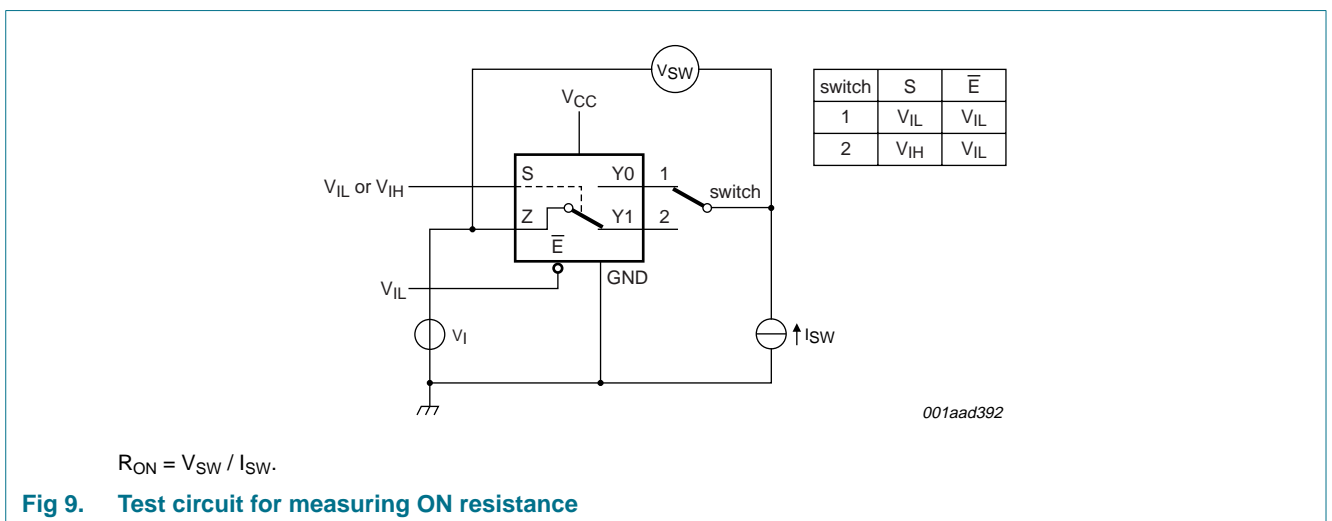 VSW
VCC
switch S E̅
1 VIL VIL
2 VIH VIL
S Y0 1
VIL or VIH
switch
Z Y1 2
E̅
GND
VIL
VI
ISW
001aad392
RON = VSW / ISW.
Fig 9. Test circuit for measuring ON resistance